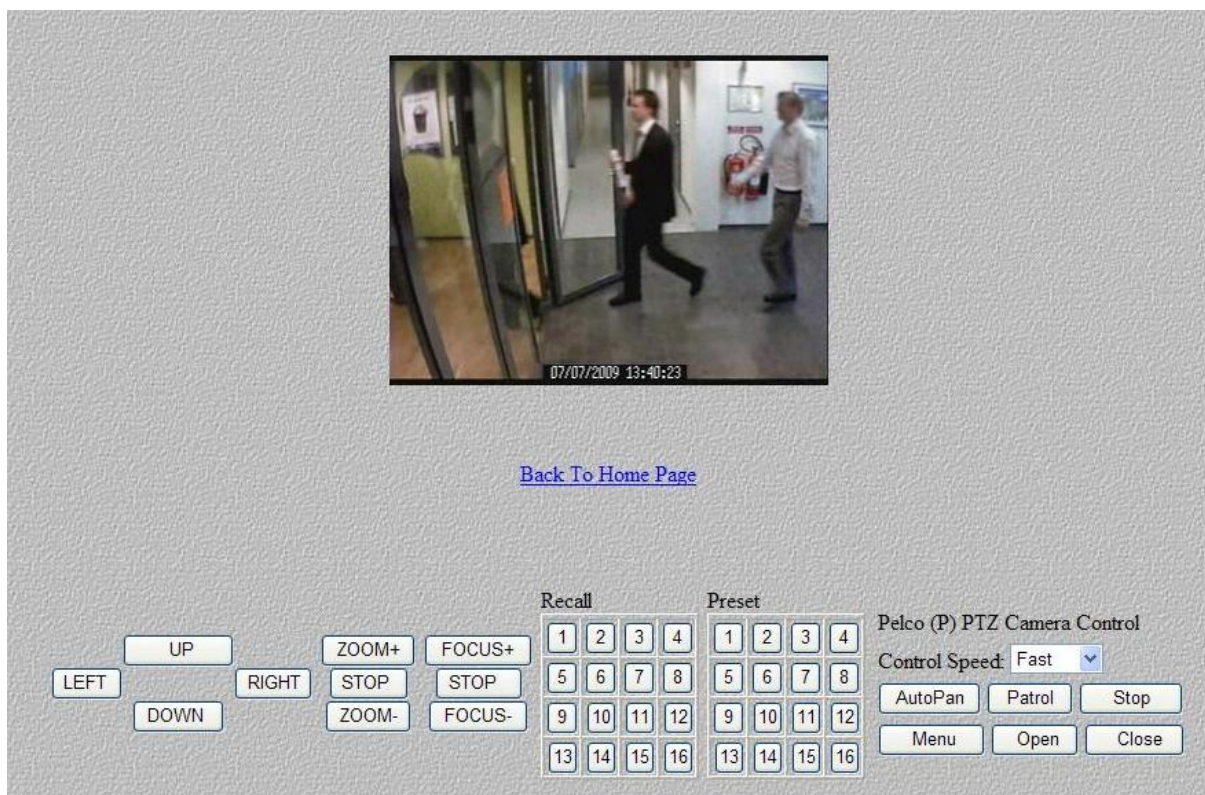 07/07/2009 13:40:23
Back To Home Page
UP
LEFT
RIGHT
DOWN
ZOOM+
STOP
ZOOM-
FOCUS+
STOP
FOCUS-
Recall
1 2 3 4
5 6 7 8
9 10 11 12
13 14 15 16
Preset
1 2 3 4
5 6 7 8
9 10 11 12
13 14 15 16
Pelco (P) PTZ Camera Control
Control Speed: Fast
AutoPan Patrol Stop
Menu Open Close